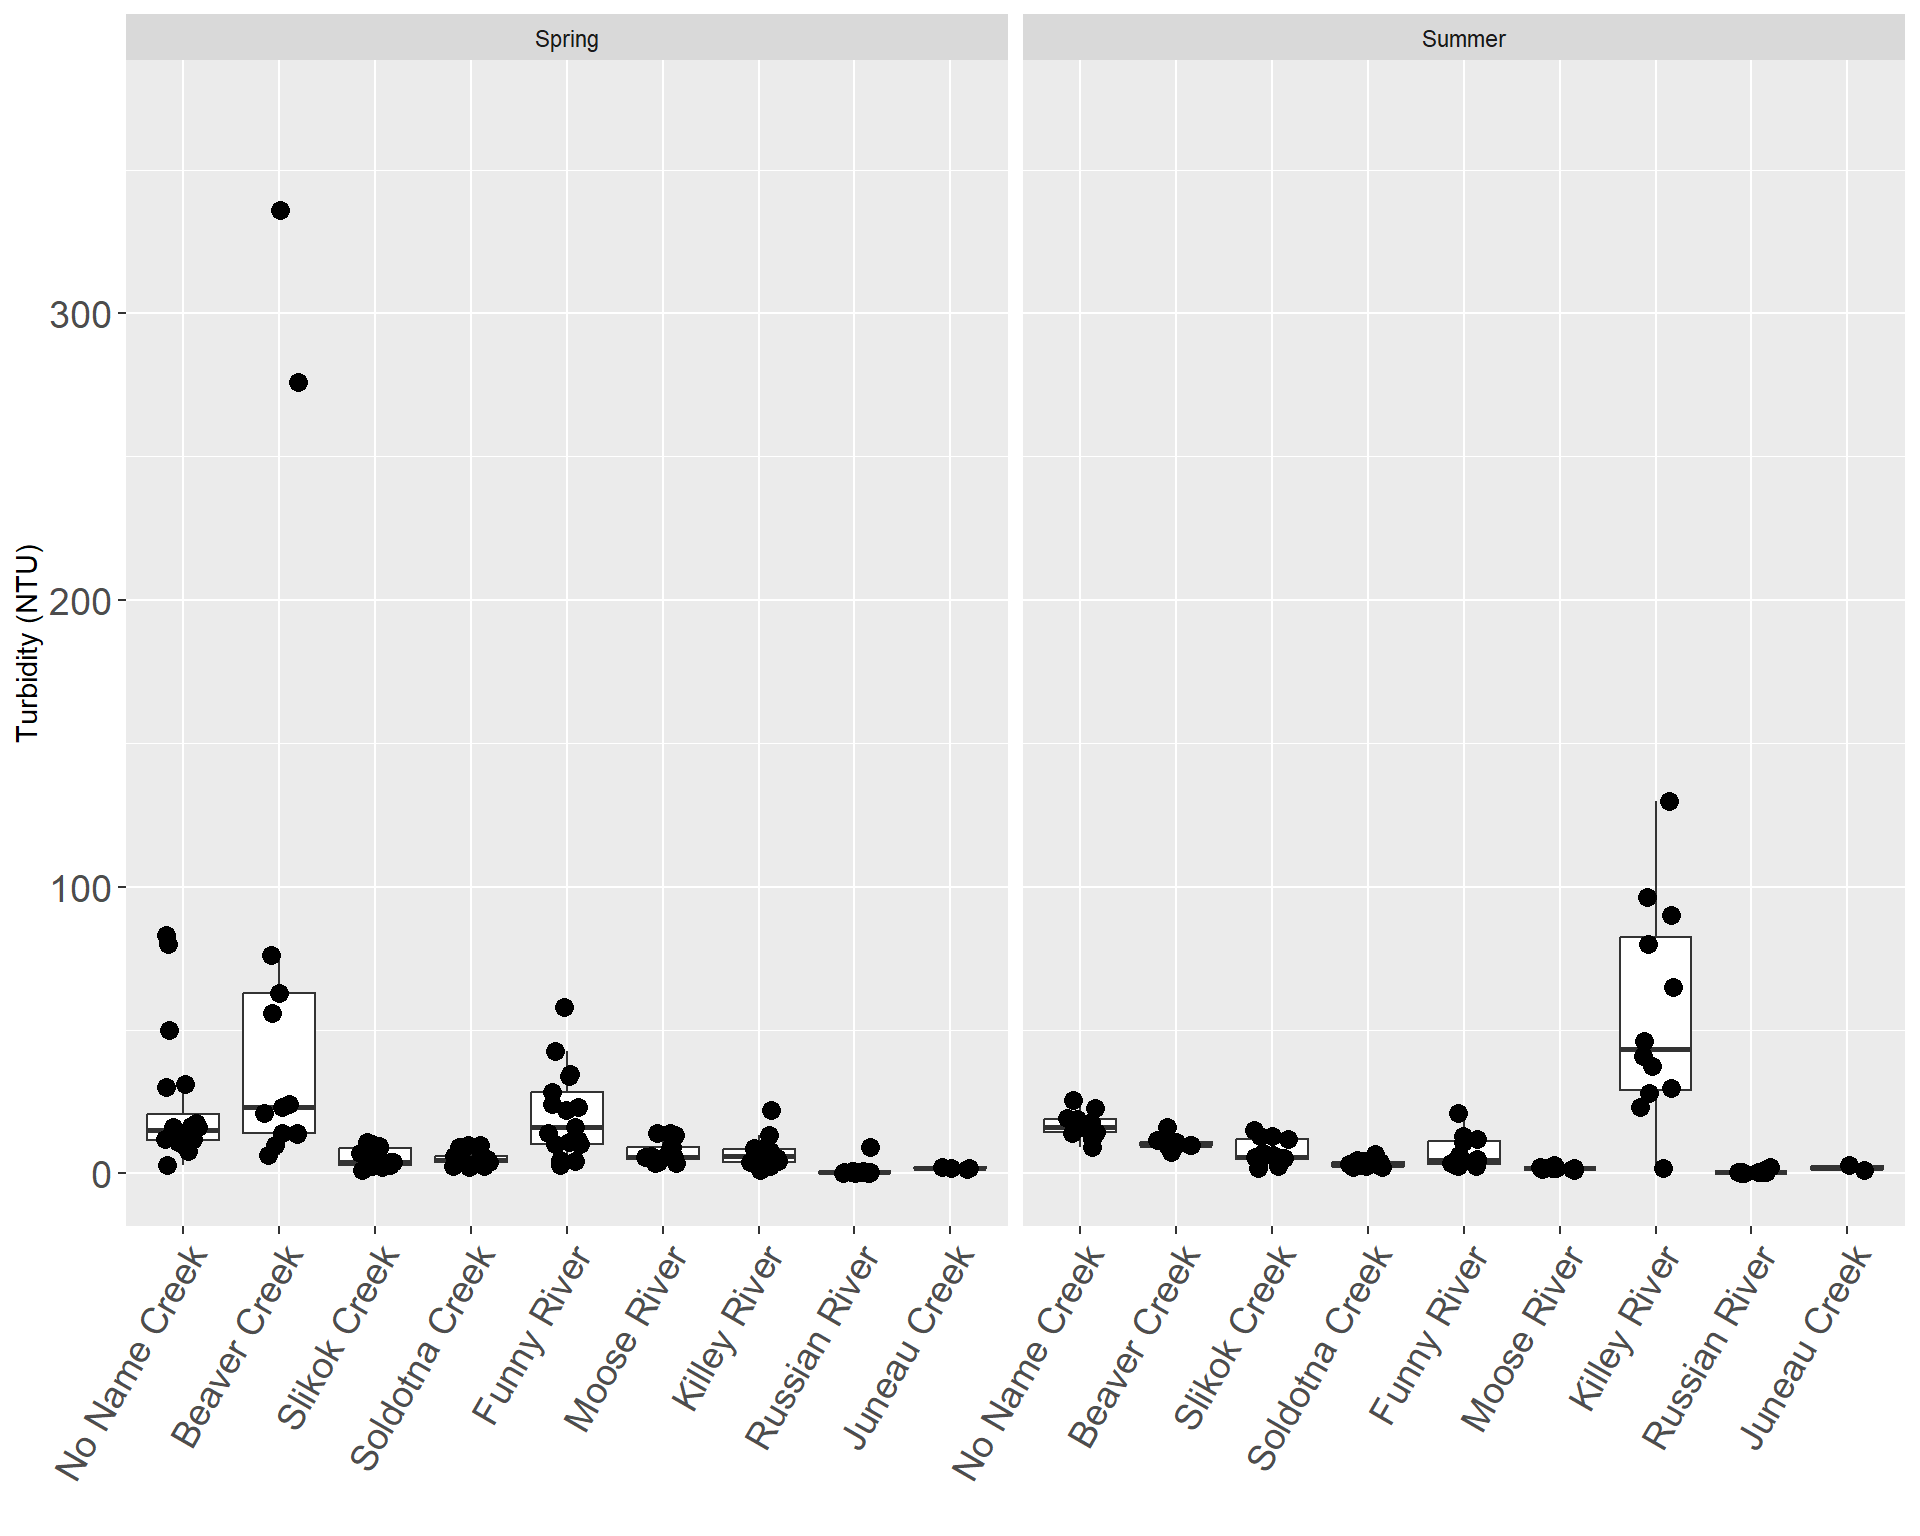 Spring
Summer
Turbidity (NTU)
300
200
100
0
No Name Creek
Beaver Creek
Slikok Creek
Soldotna Creek
Funny River
Moose River
Killey River
Russian River
Juneau Creek
No Name Creek
Beaver Creek
Slikok Creek
Soldotna Creek
Funny River
Moose River
Killey River
Russian River
Juneau Creek